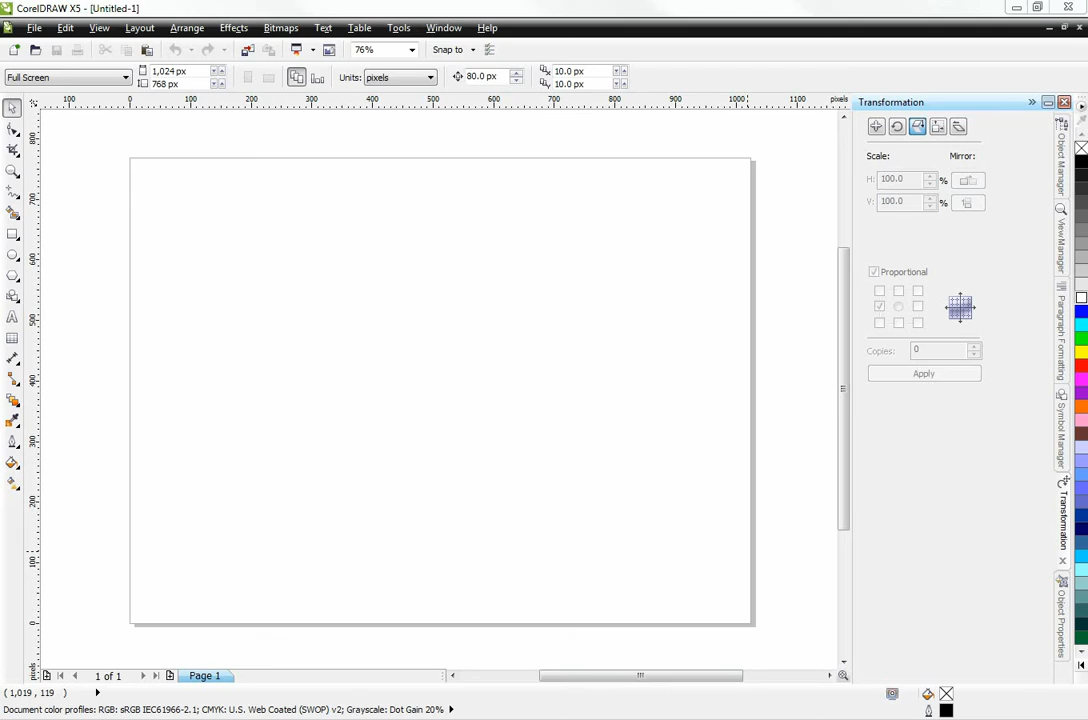 CorelDRAW X5 - [Untitled-1]
File Edit View Layout Arrange Effects Bitmaps Text Table Tools Window Help
76% Snap to
Full Screen 1,024 px 768 px Units: pixels 80.0 px 10.0 px 10.0 px
100 0 100 200 300 400 500 600 700 800 900 1000 1100 pixels
800
700
600
500
400
300
200
100
0
pixels
Transformation
Scale: Mirror:
H: 100.0 %
V: 100.0 %
Proportional
Copies: 0
Apply
Object Manager
View Manager
Paragraph Formatting
Symbol Manager
Transformation
Object Properties
1 of 1 Page 1
(1,019 , 119 )
Document color profiles: RGB: sRGB IEC61966-2.1; CMYK: U.S. Web Coated (SWOP) v2; Grayscale: Dot Gain 20%